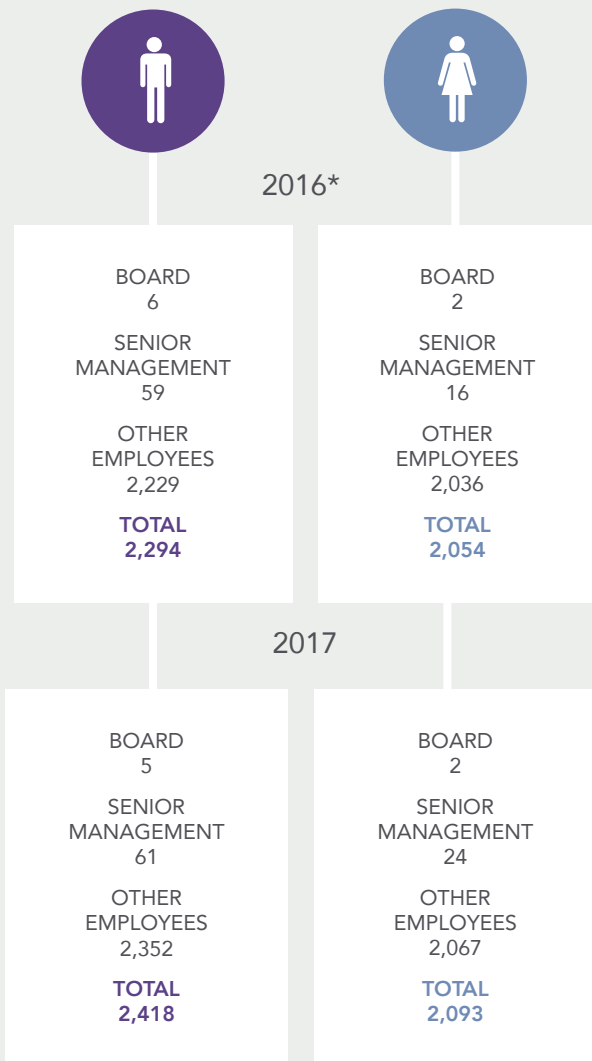 2016*
BOARD
6
SENIOR
MANAGEMENT
59
OTHER
EMPLOYEES
2,229
TOTAL
2,294
BOARD
2
SENIOR
MANAGEMENT
16
OTHER
EMPLOYEES
2,036
TOTAL
2,054
2017
BOARD
5
SENIOR
MANAGEMENT
61
OTHER
EMPLOYEES
2,352
TOTAL
2,418
BOARD
2
SENIOR
MANAGEMENT
24
OTHER
EMPLOYEES
2,067
TOTAL
2,093